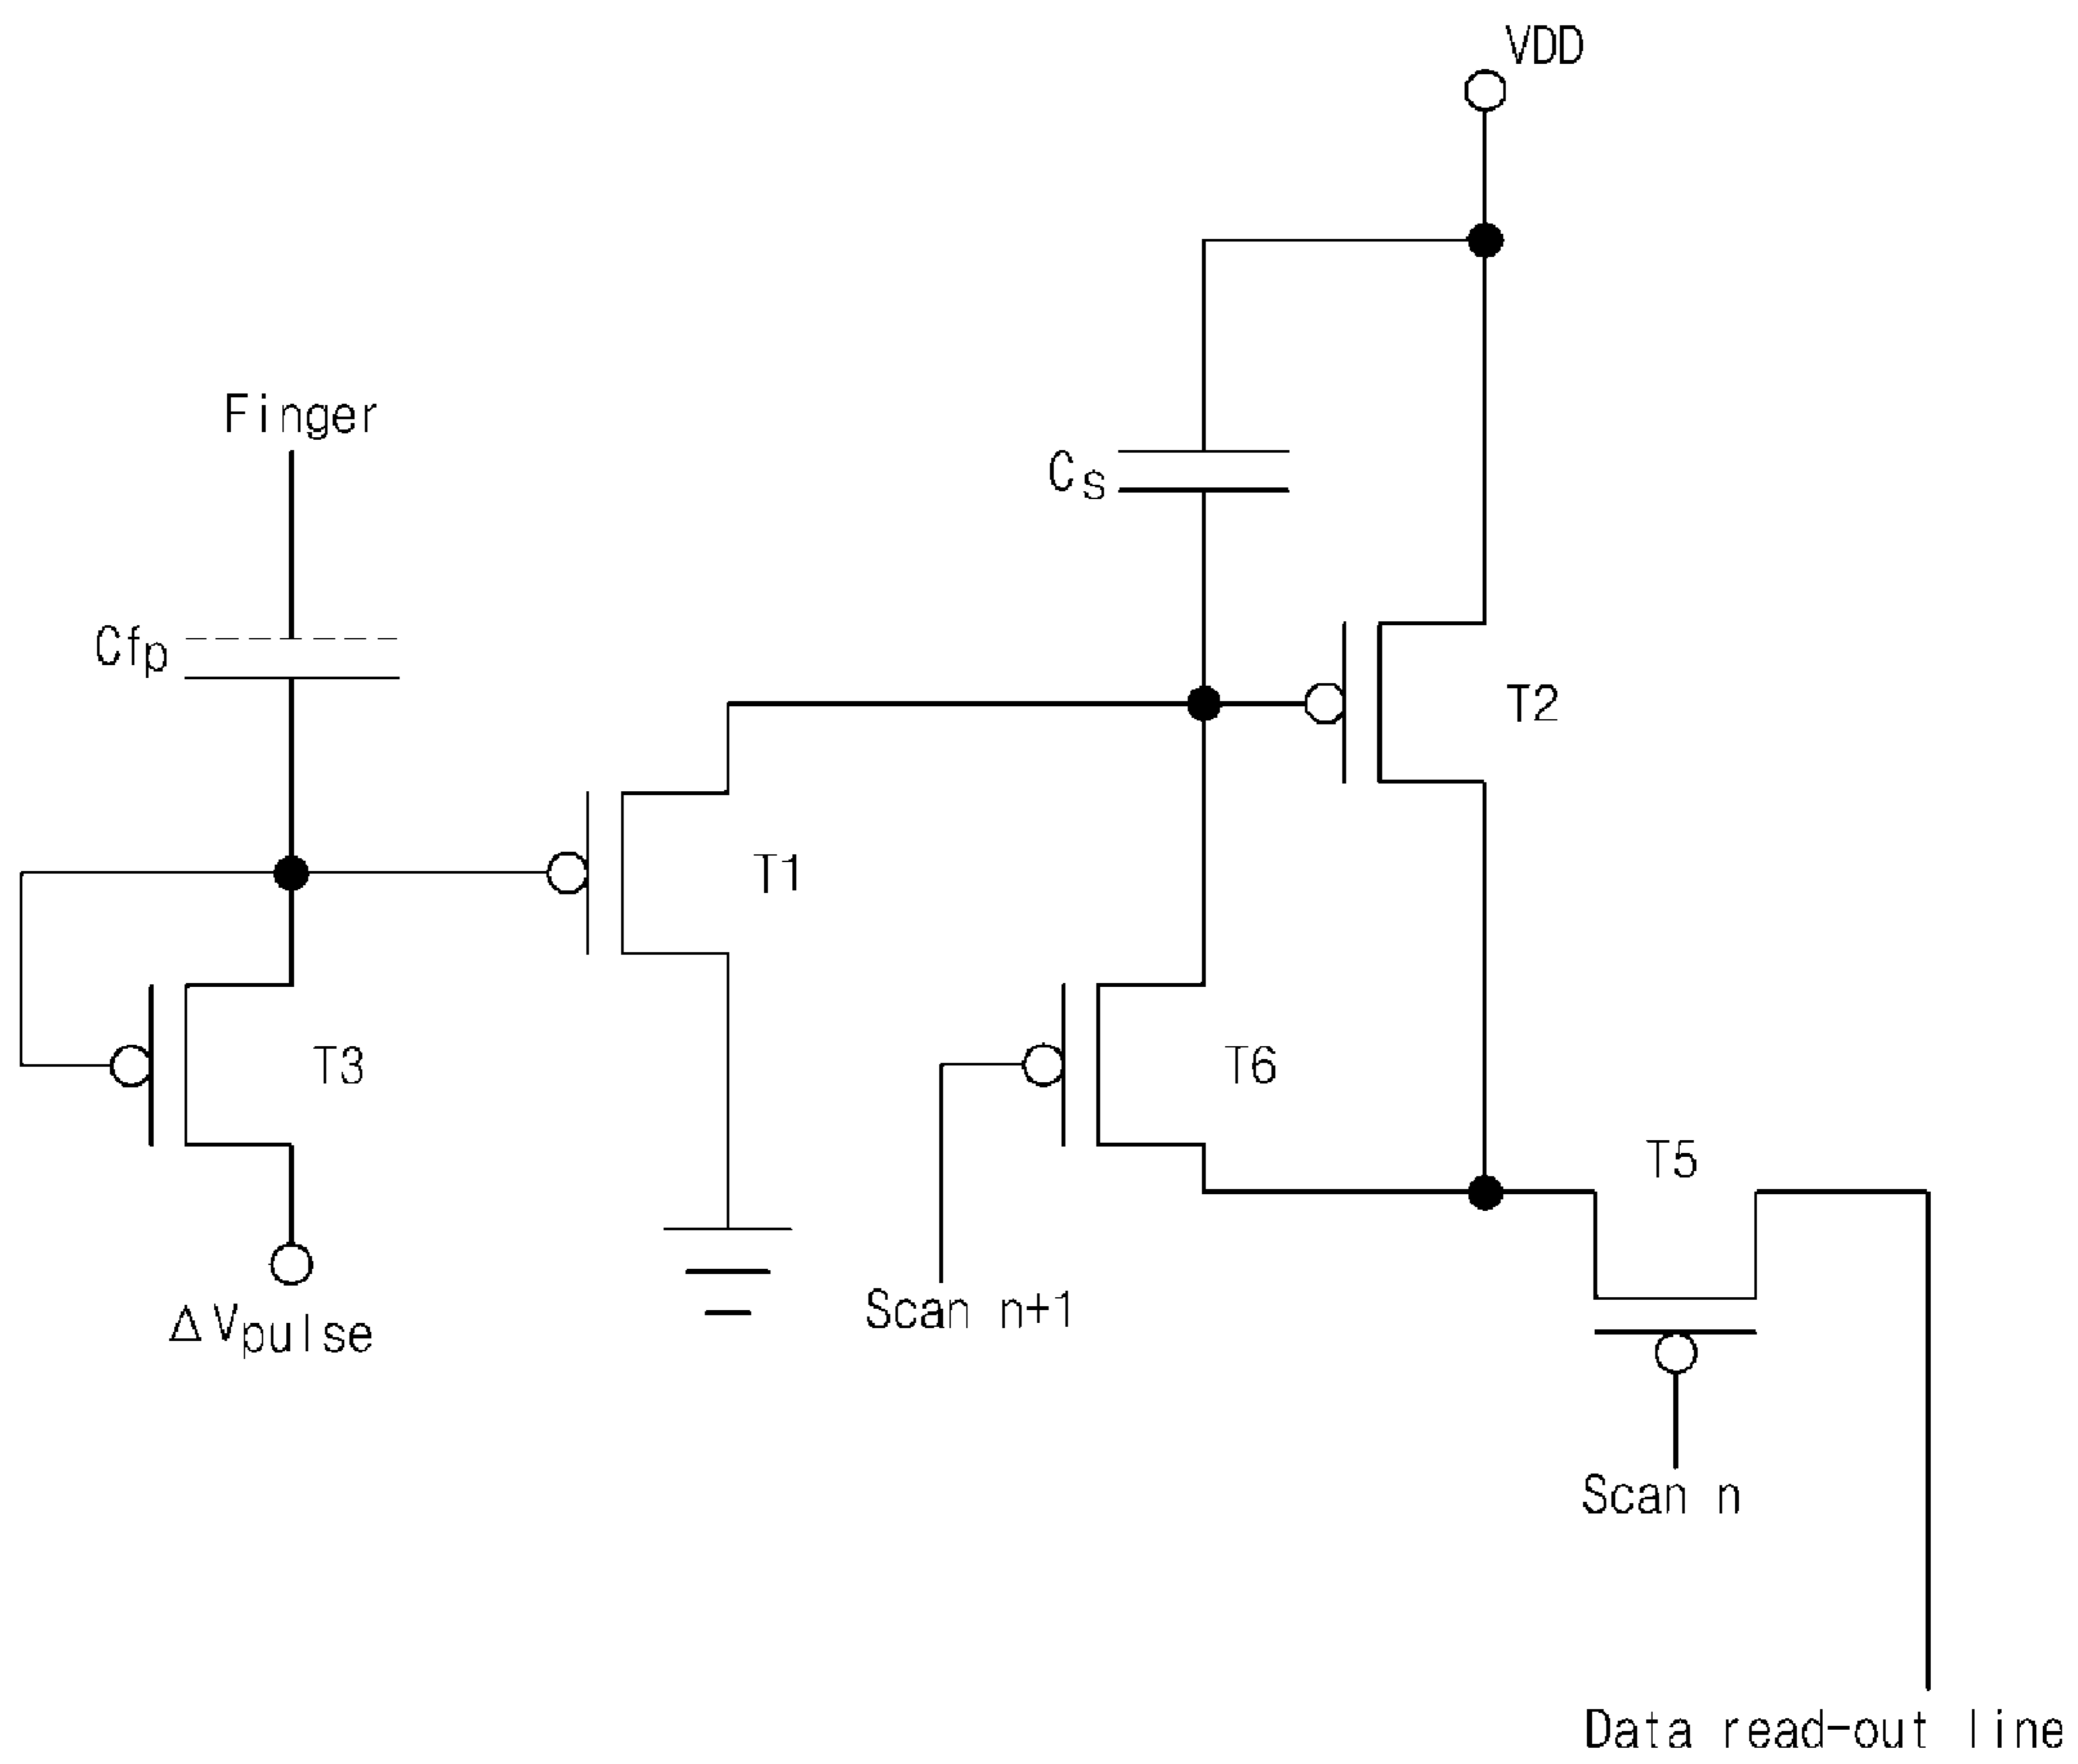 VDD
Finger
Cs
Cfp
T2
T1
T3
T6
T5
ΔVpulse
Scan n+1
Scan n
Data read-out line